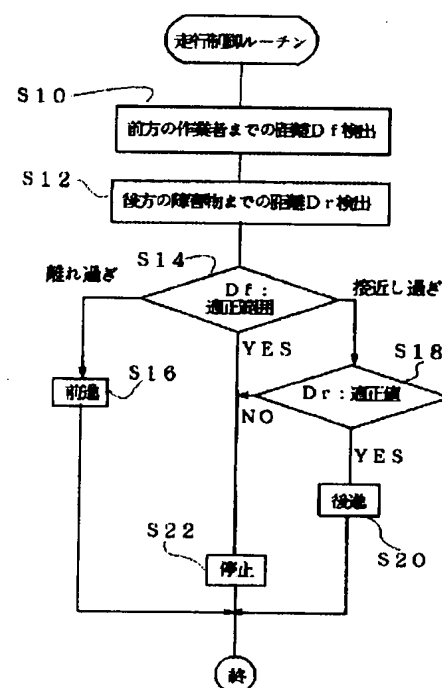 走行制御ルーチン
S10
前方の作業者までの距離Df検出
S12
後方の障害物までの距離Dr検出
離れ過ぎ
S14
Df:
適正範囲
接近し過ぎ
YES
S18
前進
S16
Dr:適正値
NO
YES
後進
S20
S22
停止
終